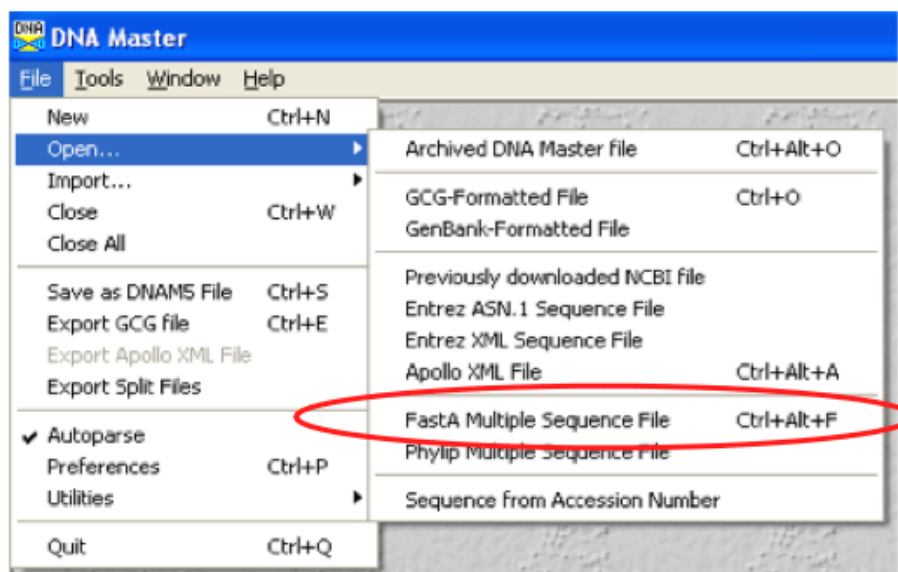 DNA
DNA Master
File Tools Window Help
New Ctrl+N
Open...
Import...
Close Ctrl+W
Close All
Save as DNAM5 File Ctrl+S
Export GCG file Ctrl+E
Export Apollo XML File
Export Split Files
Autoparse
Preferences Ctrl+P
Utilities
Quit Ctrl+Q
Archived DNA Master file Ctrl+Alt+O
GCG-Formatted File Ctrl+O
GenBank-Formatted File
Previously downloaded NCBI file
Entrez ASN.1 Sequence File
Entrez XML Sequence File
Apollo XML File Ctrl+Alt+A
FastA Multiple Sequence File Ctrl+Alt+F
Phylip Multiple Sequence File
Sequence from Accession Number